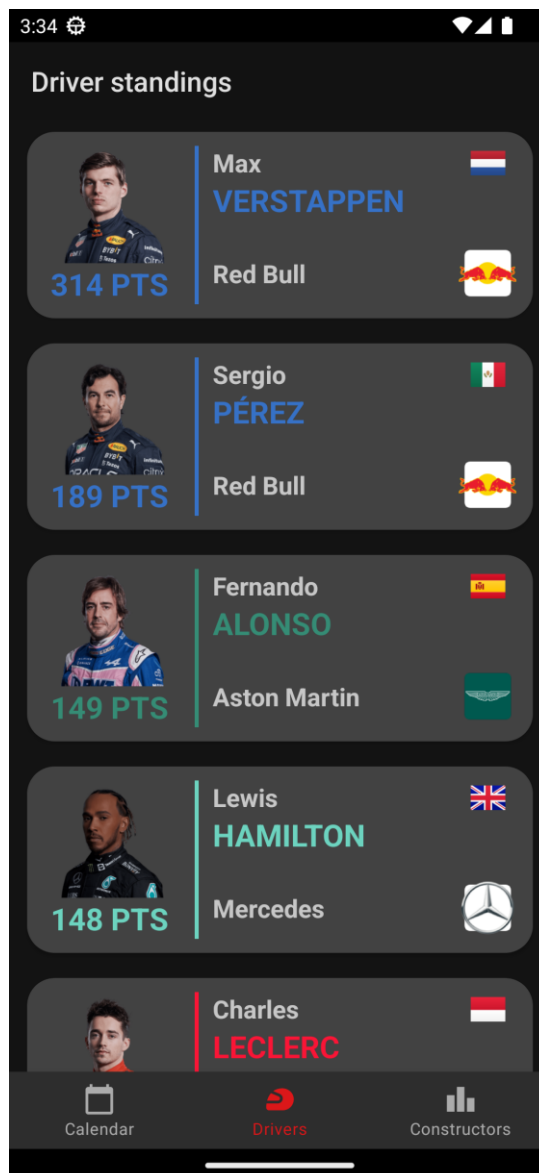 3:34
Driver standings
Max
VERSTAPPEN
314 PTS
Red Bull
Sergio
PÉREZ
189 PTS
Red Bull
Fernando
ALONSO
149 PTS
Aston Martin
Lewis
HAMILTON
148 PTS
Mercedes
Charles
LECLERC
Calendar
Drivers
Constructors